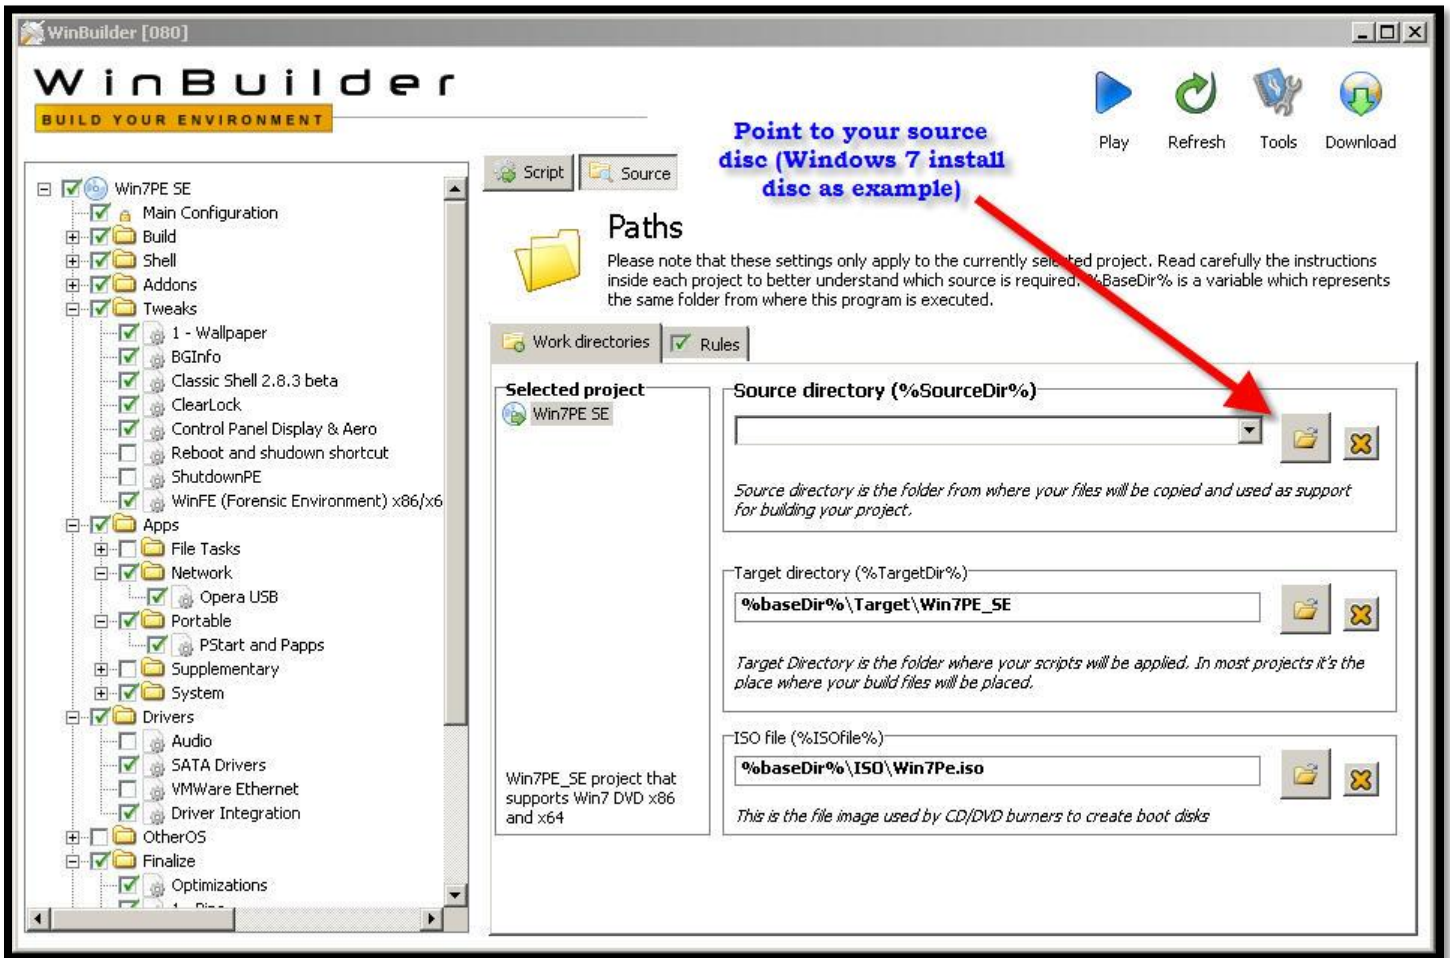 WinBuilder [080]
WinBuilder
BUILD YOUR ENVIRONMENT
Play
Refresh
Tools
Download
Point to your source
disc (Windows 7 install
disc as example)
Win7PE SE
Main Configuration
Build
Shell
Addons
Tweaks
1 - Wallpaper
BGInfo
Classic Shell 2.8.3 beta
ClearLock
Control Panel Display & Aero
Reboot and shudown shortcut
ShutdownPE
WinFE (Forensic Environment) x86/x6
Apps
File Tasks
Network
Opera USB
Portable
PStart and Papps
Supplementary
System
Drivers
Audio
SATA Drivers
VMWare Ethernet
Driver Integration
OtherOS
Finalize
Optimizations
Script
Source
Paths
Please note that these settings only apply to the currently selected project. Read carefully the instructions
inside each project to better understand which source is required. %BaseDir% is a variable which represents
the same folder from where this program is executed.
Work directories
Rules
Selected project
Win7PE SE
Win7PE_SE project that
supports Win7 DVD x86
and x64
Source directory (%SourceDir%)
Source directory is the folder from where your files will be copied and used as support
for building your project.
Target directory (%TargetDir%)
%baseDir%\Target\Win7PE_SE
Target Directory is the folder where your scripts will be applied. In most projects it's the
place where your build files will be placed.
ISO file (%ISOfile%)
%baseDir%\ISO\Win7Pe.iso
This is the file image used by CD/DVD burners to create boot disks